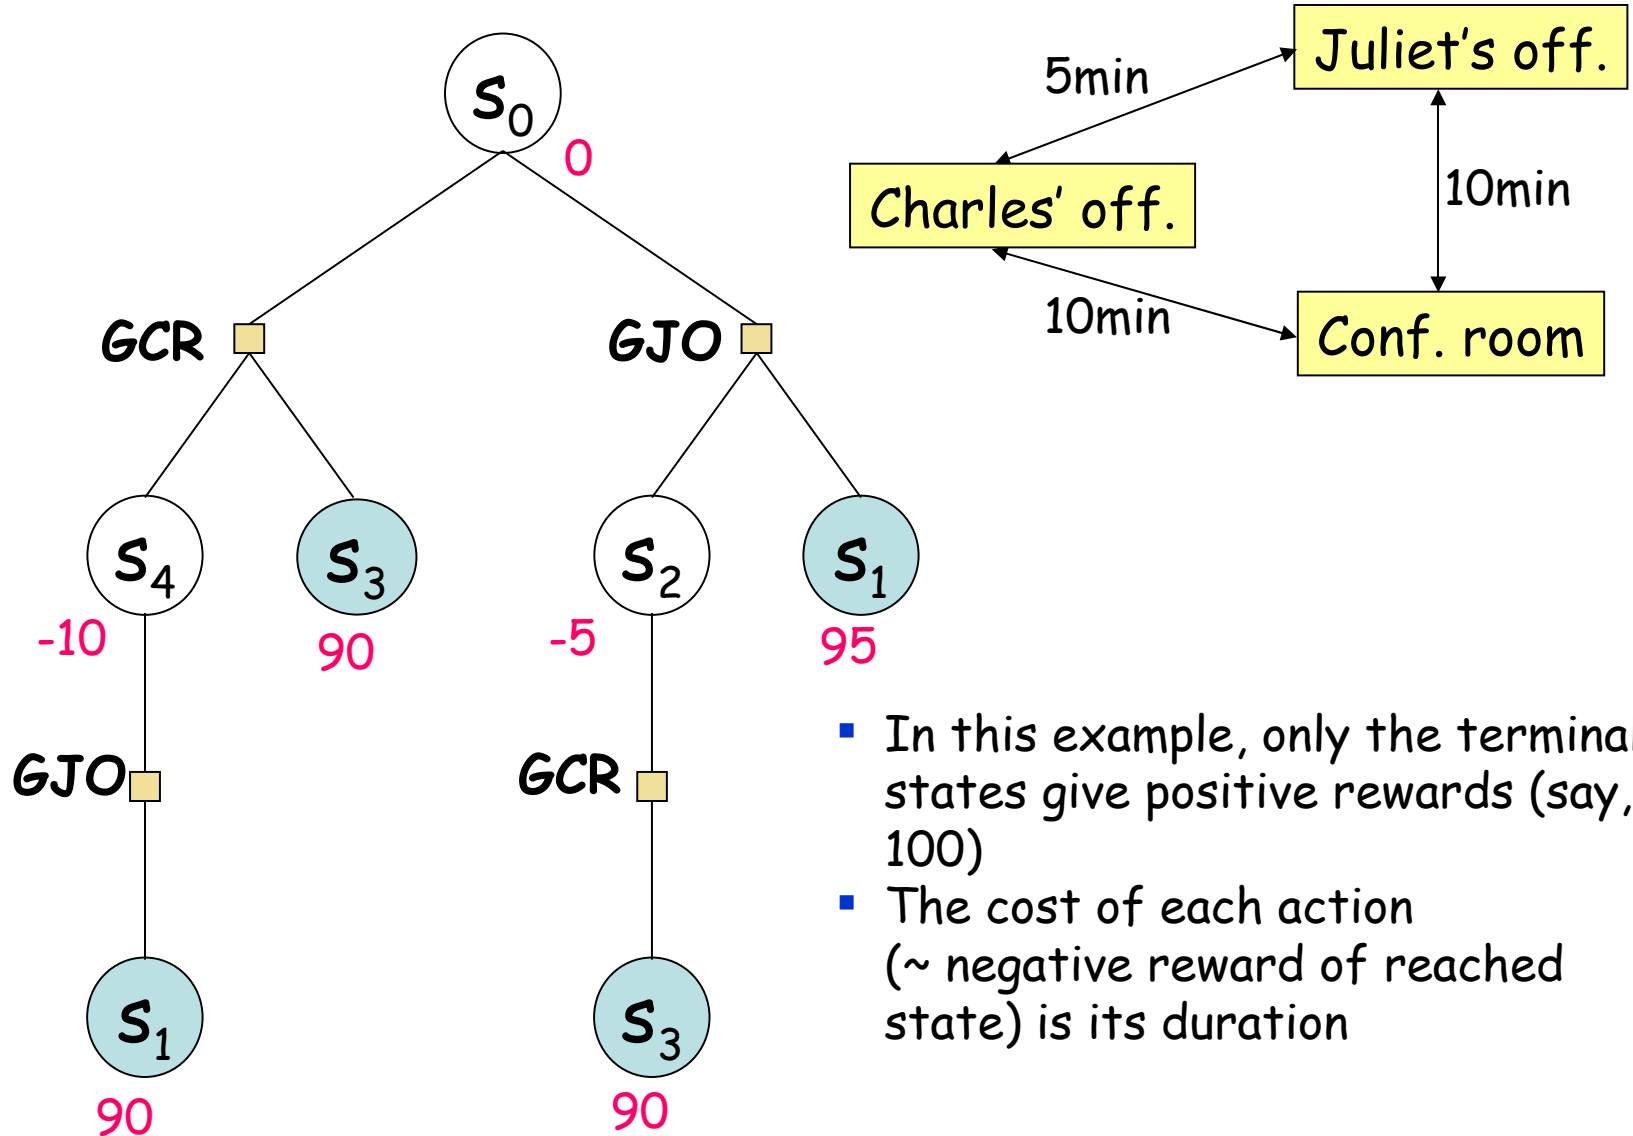 s0
0
GCR
GJO
s4
s3
s2
s1
-10
90
-5
95
GJO
GCR
s1
s3
90
90
Juliet's off.
5min
Charles' off.
10min
10min
Conf. room
▪ In this example, only the terminal
states give positive rewards (say,
100)
▪ The cost of each action
(~ negative reward of reached
state) is its duration